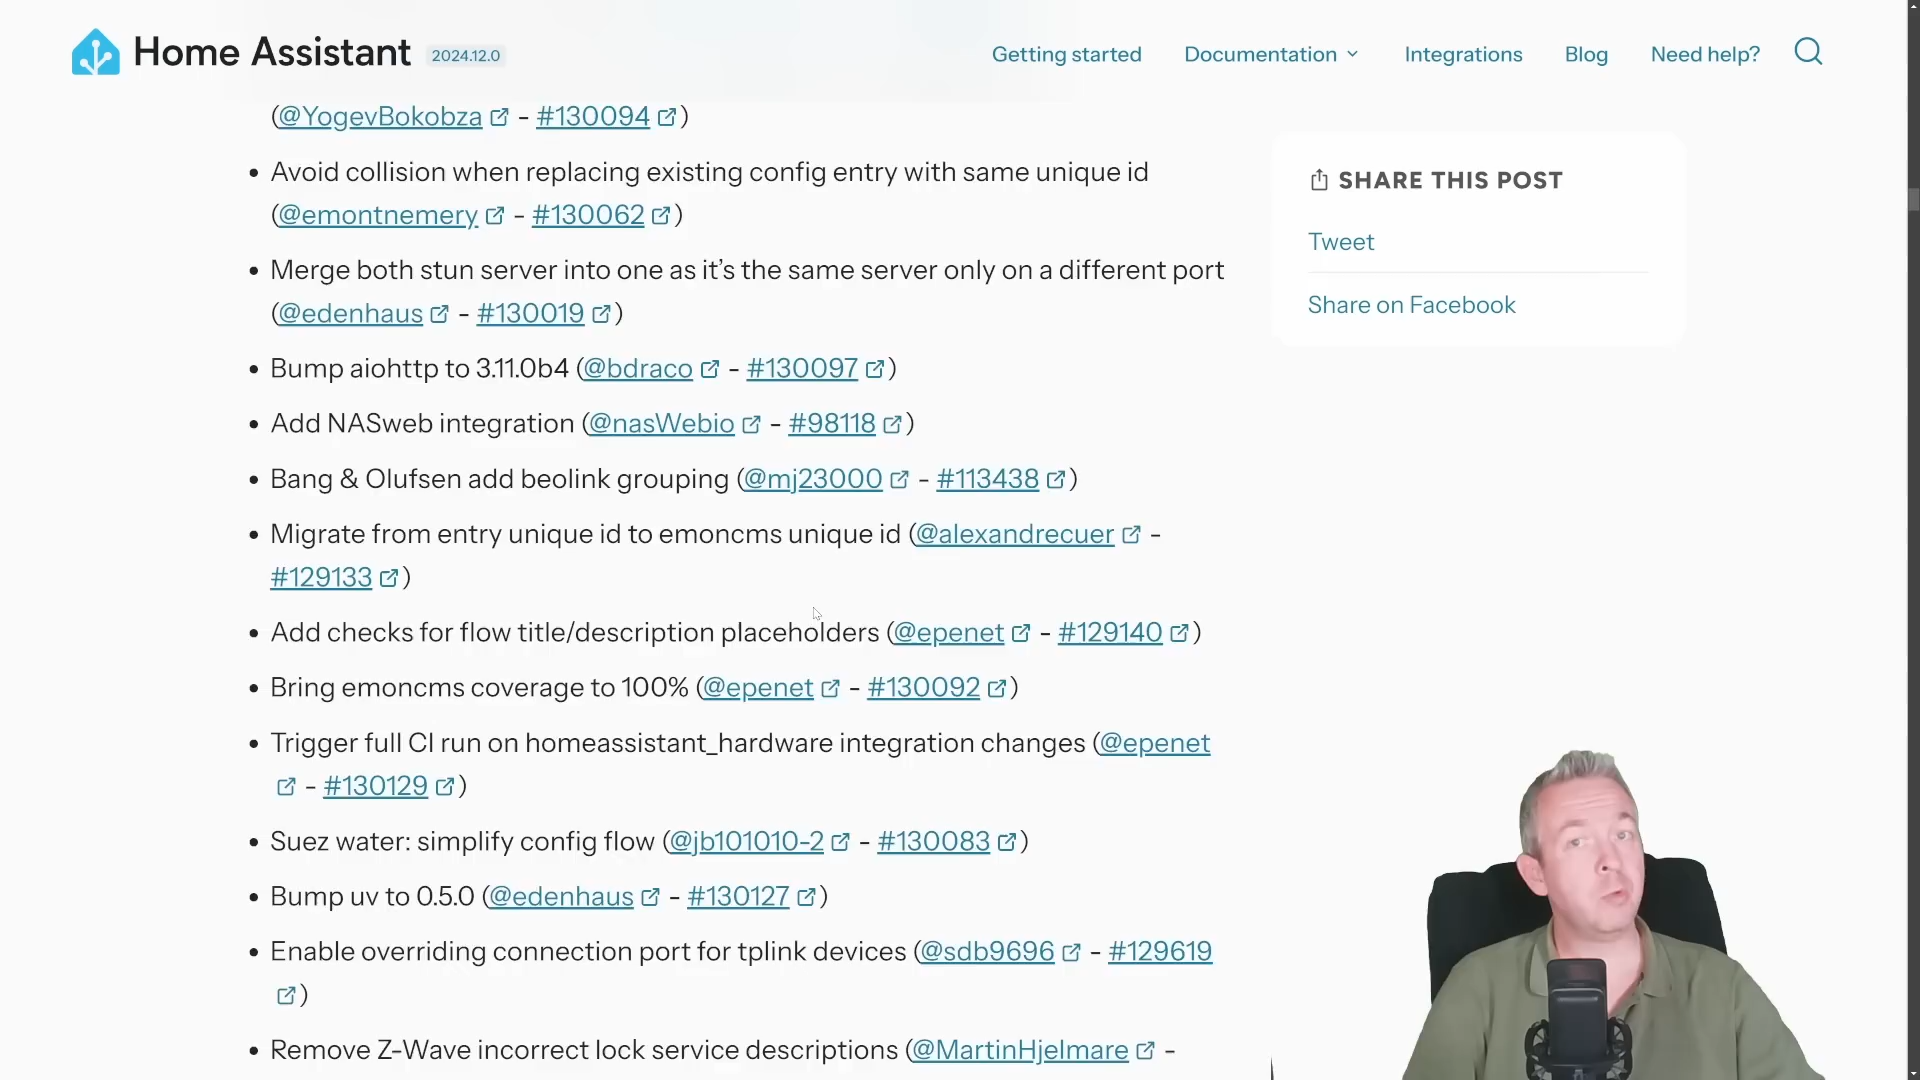 Home Assistant 2024.12.0 Getting started Documentation Integrations Blog Need help?
(@YogevBokobza - #130094)
• Avoid collision when replacing existing config entry with same unique id
(@emontnemery - #130062)
• Merge both stun server into one as it’s the same server only on a different port
(@edenhaus - #130019)
• Bump aiohttp to 3.11.0b4 (@bdraco - #130097)
• Add NASweb integration (@nasWebio - #98118)
• Bang & Olufsen add beolink grouping (@mj23000 - #113438)
• Migrate from entry unique id to emoncms unique id (@alexandrecuer -
#129133)
• Add checks for flow title/description placeholders (@epenet - #129140)
• Bring emoncms coverage to 100% (@epenet - #130092)
• Trigger full CI run on homeassistant_hardware integration changes (@epenet
- #130129)
• Suez water: simplify config flow (@jb101010-2 - #130083)
• Bump uv to 0.5.0 (@edenhaus - #130127)
• Enable overriding connection port for tplink devices (@sdb9696 - #129619
)
• Remove Z-Wave incorrect lock service descriptions (@MartinHjelmare -
SHARE THIS POST
Tweet
Share on Facebook